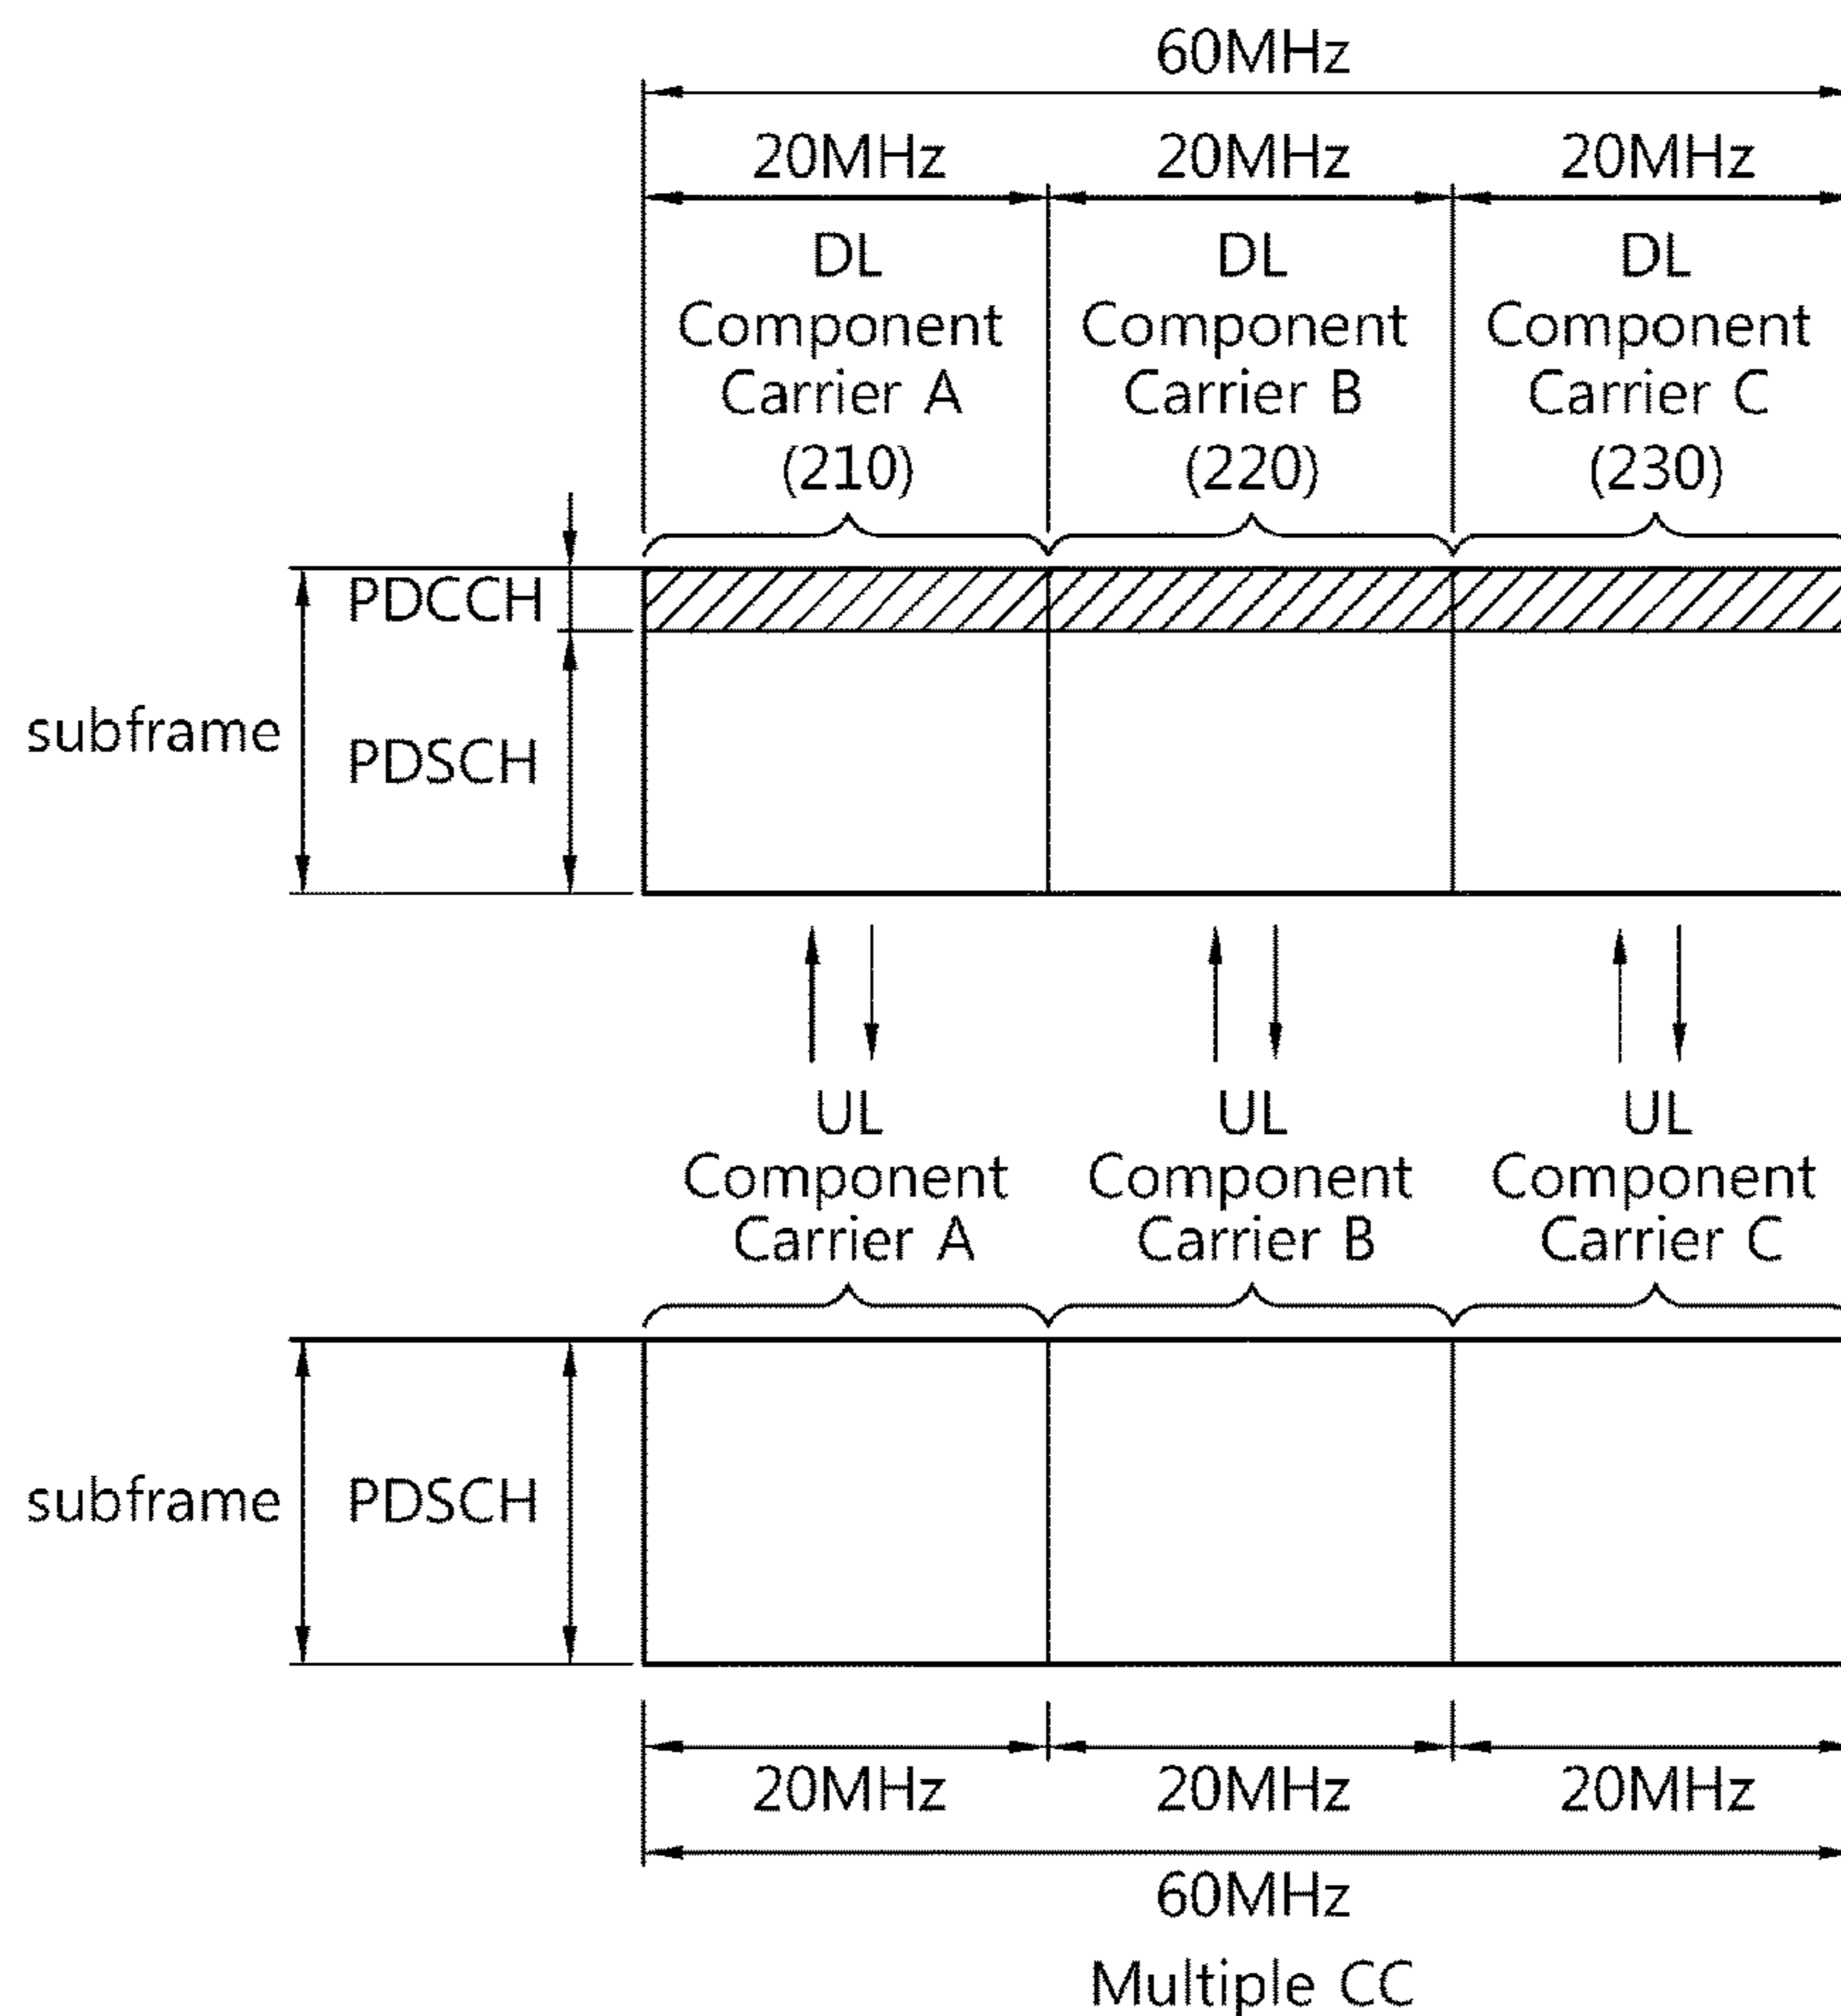 60MHz
20MHz 20MHz 20MHz
DL DL DL
Component Component Component
Carrier A Carrier B Carrier C
(210) (220) (230)
PDCCH
subframe PDSCH
UL UL UL
Component Component Component
Carrier A Carrier B Carrier C
subframe PDSCH
20MHz 20MHz 20MHz
60MHz
Multiple CC